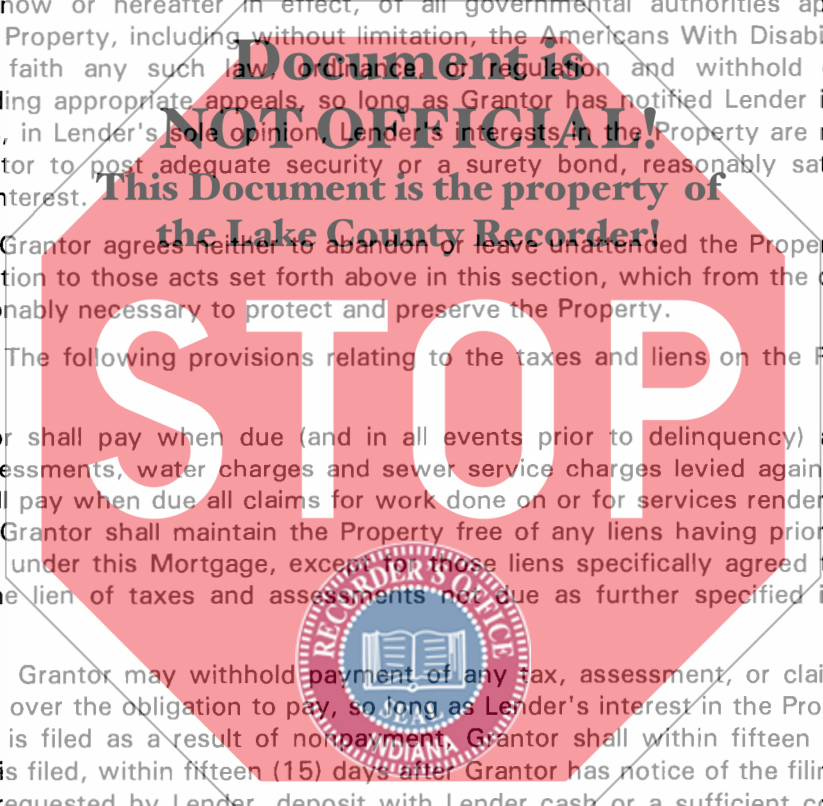 now or hereafter in effect, of all governmental authorities ap
Property, including without limitation, the Americans With Disabi
faith any such law, ordinance, or regulation and withhold
Document is
ing appropriate appeals, so long as Grantor has notified Lender i
NOT OFFICIAL!
, in Lender's sole opinion, Lender's interests in the Property are
tor to post adequate security or a surety bond, reasonably sat
nterest.
This Document is the property of
the Lake County Recorder!
Grantor agrees neither to abandon or leave unattended the Proper
tion to those acts set forth above in this section, which from the
nably necessary to protect and preserve the Property.
STOP
The following provisions relating to the taxes and liens on the P
r shall pay when due (and in all events prior to delinquency)
essments, water charges and sewer service charges levied again
l pay when due all claims for work done on or for services render
Grantor shall maintain the Property free of any liens having prior
under this Mortgage, except for those liens specifically agreed
e lien of taxes and assessments not due as further specified i
RECORDER'S OFFICE
SEAL
INDIANA
Grantor may withhold payment of any tax, assessment, or clai
over the obligation to pay, so long as Lender's interest in the Pro
is filed as a result of nonpayment, Grantor shall within fifteen
is filed, within fifteen (15) days after Grantor has notice of the filin
requested by Lender, deposit with Lender cash or a sufficient co